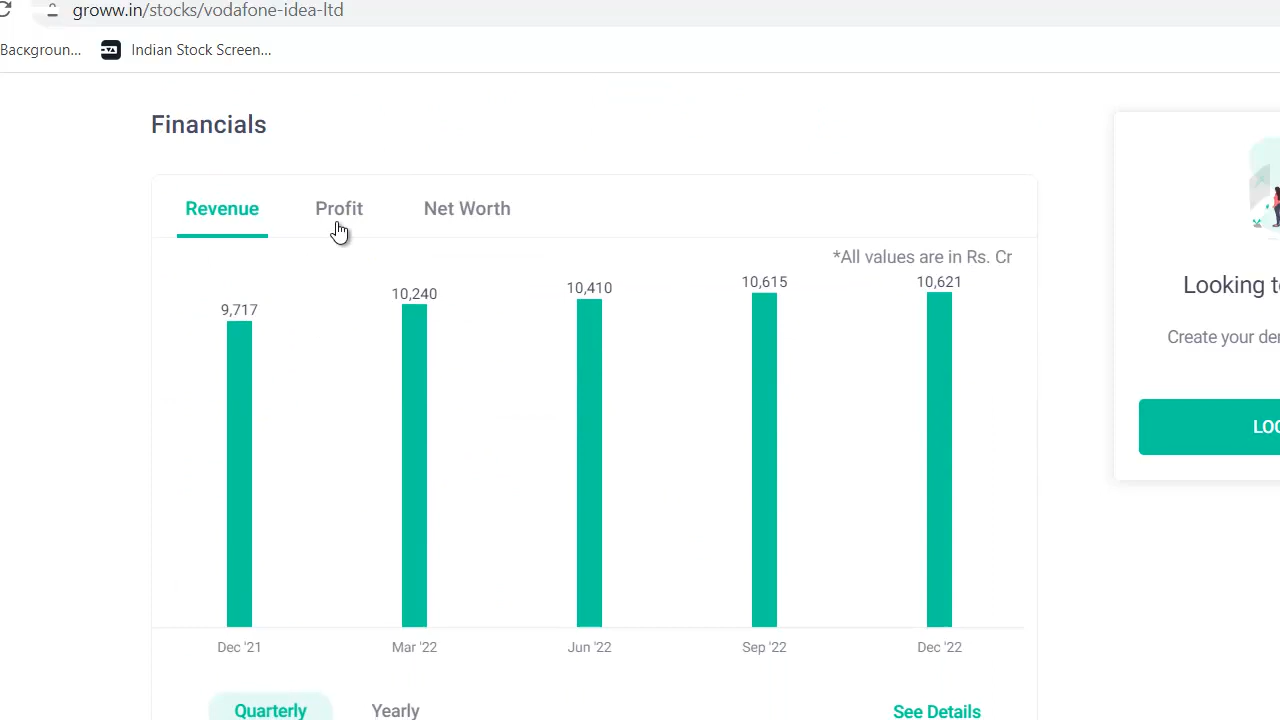 groww.in/stocks/vodafone-idea-ltd
Backgroun... Indian Stock Screen...
Financials
Revenue Profit Net Worth
*All values are in Rs. Cr
9,717 10,240 10,410 10,615 10,621
Dec '21 Mar '22 Jun '22 Sep '22 Dec '22
Quarterly Yearly See Details
Looking to
Create your de
LO